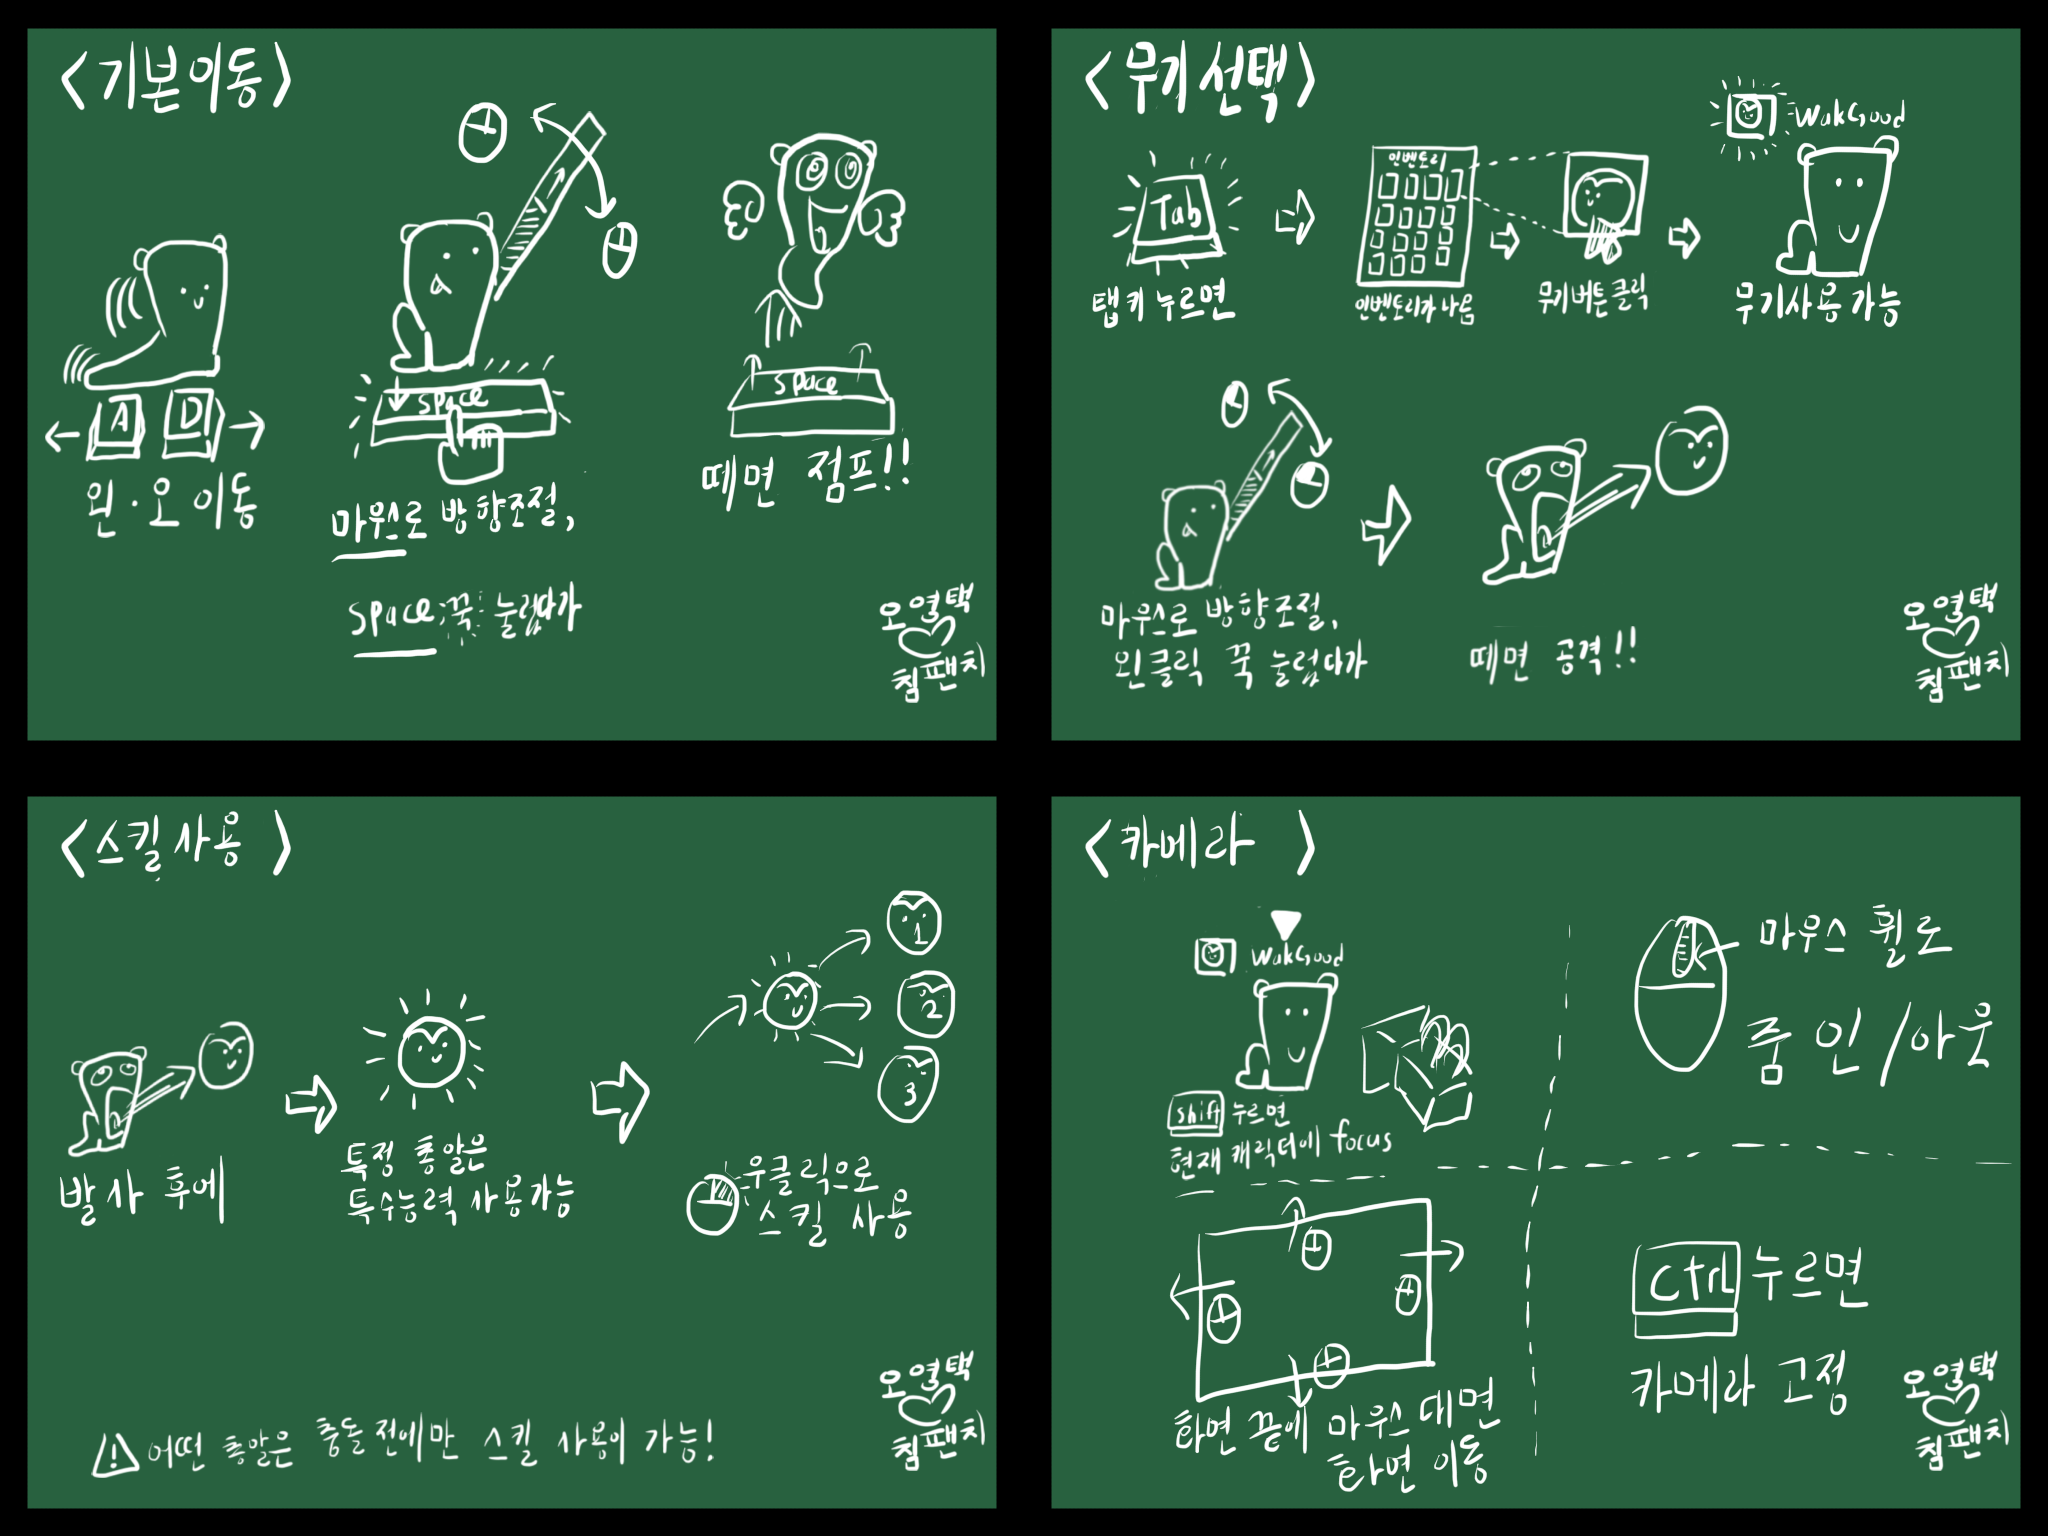 <기본이동>
A D
왼·오 이동
space
마우스로 방향조절,
space 꾹 눌렀다가
space
떼면 점프!!
오영택
침팬치
<무기선택>
Tab
탭키 누르면
인벤토리
인벤토리가 나옴
무기버튼 클릭
WakGood
무기사용 가능
마우스로 방향조절,
왼클릭 꾹 눌렀다가
떼면 공격!!
오영택
침팬치
<스킬사용>
발사 후에
특정 총알은
특수능력 사용가능
1
2
3
우클릭으로
스킬 사용
! 어떤 총알은 충돌 전에만 스킬 사용이 가능!
오영택
침팬치
<카메라>
WakGood
shift 누르면
현재 캐릭터에 focus
마우스 휠로
줌 인/아웃
화면 끝에 마우스 대면
화면 이동
Ctrl 누르면
카메라 고정
오영택
침팬치